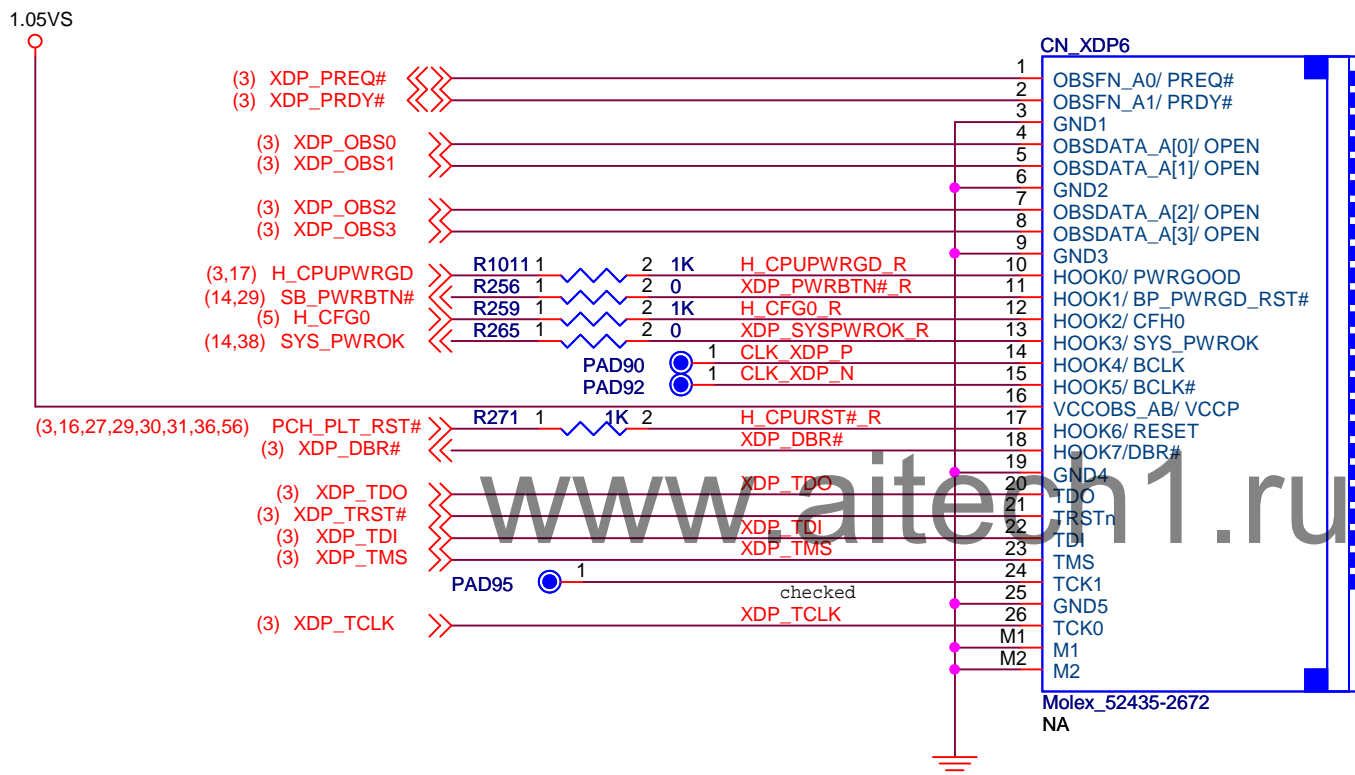 1.05VS
CN_XDP6
(3) XDP_PREQ# 1 OBSFN_A0/ PREQ#
(3) XDP_PRDY# 2 OBSFN_A1/ PRDY#
3 GND1
(3) XDP_OBS0 4 OBSDATA_A[0]/ OPEN
(3) XDP_OBS1 5 OBSDATA_A[1]/ OPEN
6 GND2
(3) XDP_OBS2 7 OBSDATA_A[2]/ OPEN
(3) XDP_OBS3 8 OBSDATA_A[3]/ OPEN
9 GND3
(3,17) H_CPUPWRGD R1011 1 2 1K H_CPUPWRGD_R 10 HOOK0/ PWRGOOD
(14,29) SB_PWRBTN# R256 1 2 0 XDP_PWRBTN#_R 11 HOOK1/ BP_PWRGD_RST#
(5) H_CFG0 R259 1 2 1K H_CFG0_R 12 HOOK2/ CFH0
(14,38) SYS_PWROK R265 1 2 0 XDP_SYSPWROK_R 13 HOOK3/ SYS_PWROK
PAD90 1 CLK_XDP_P 14 HOOK4/ BCLK
PAD92 1 CLK_XDP_N 15 HOOK5/ BCLK#
16 VCCOBS_AB/ VCCP
(3,16,27,29,30,31,36,56) PCH_PLT_RST# R271 1 1K 2 H_CPURST#_R 17 HOOK6/ RESET
(3) XDP_DBR# XDP_DBR# 18 HOOK7/DBR#
19 GND4
(3) XDP_TDO XDP_TDO 20 TDO
(3) XDP_TRST# 21 TRSTn
(3) XDP_TDI XDP_TDI 22 TDI
(3) XDP_TMS XDP_TMS 23 TMS
PAD95 1 24 TCK1
checked 25 GND5
(3) XDP_TCLK XDP_TCLK 26 TCK0
M1 M1
M2 M2
Molex_52435-2672
NA
www.aitech1.ru